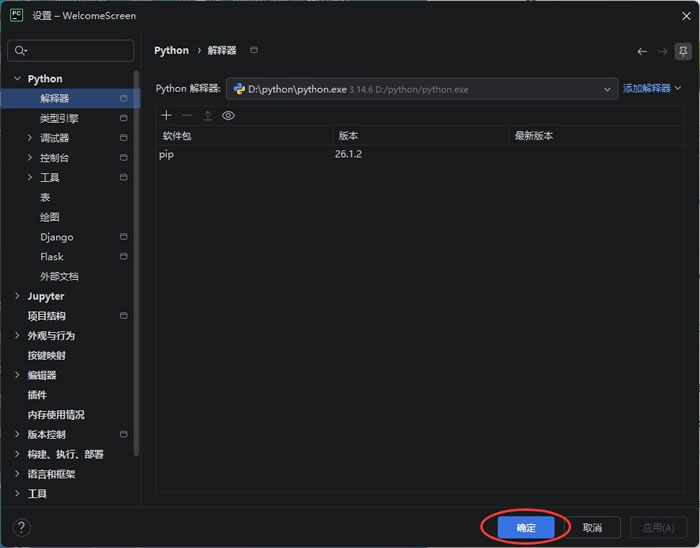 PC
设置 – WelcomeScreen
Python › 解释器
Python 解释器: D:\python\python.exe 3.14.6 D:/python/python.exe 添加解释器
软件包 版本 最新版本
pip 26.1.2
Python
解释器
类型引擎
调试器
控制台
工具
表
绘图
Django
Flask
外部文档
Jupyter
项目结构
外观与行为
按键映射
编辑器
插件
内存使用情况
版本控制
构建、执行、部署
语言和框架
工具
? 确定 取消 应用(A)